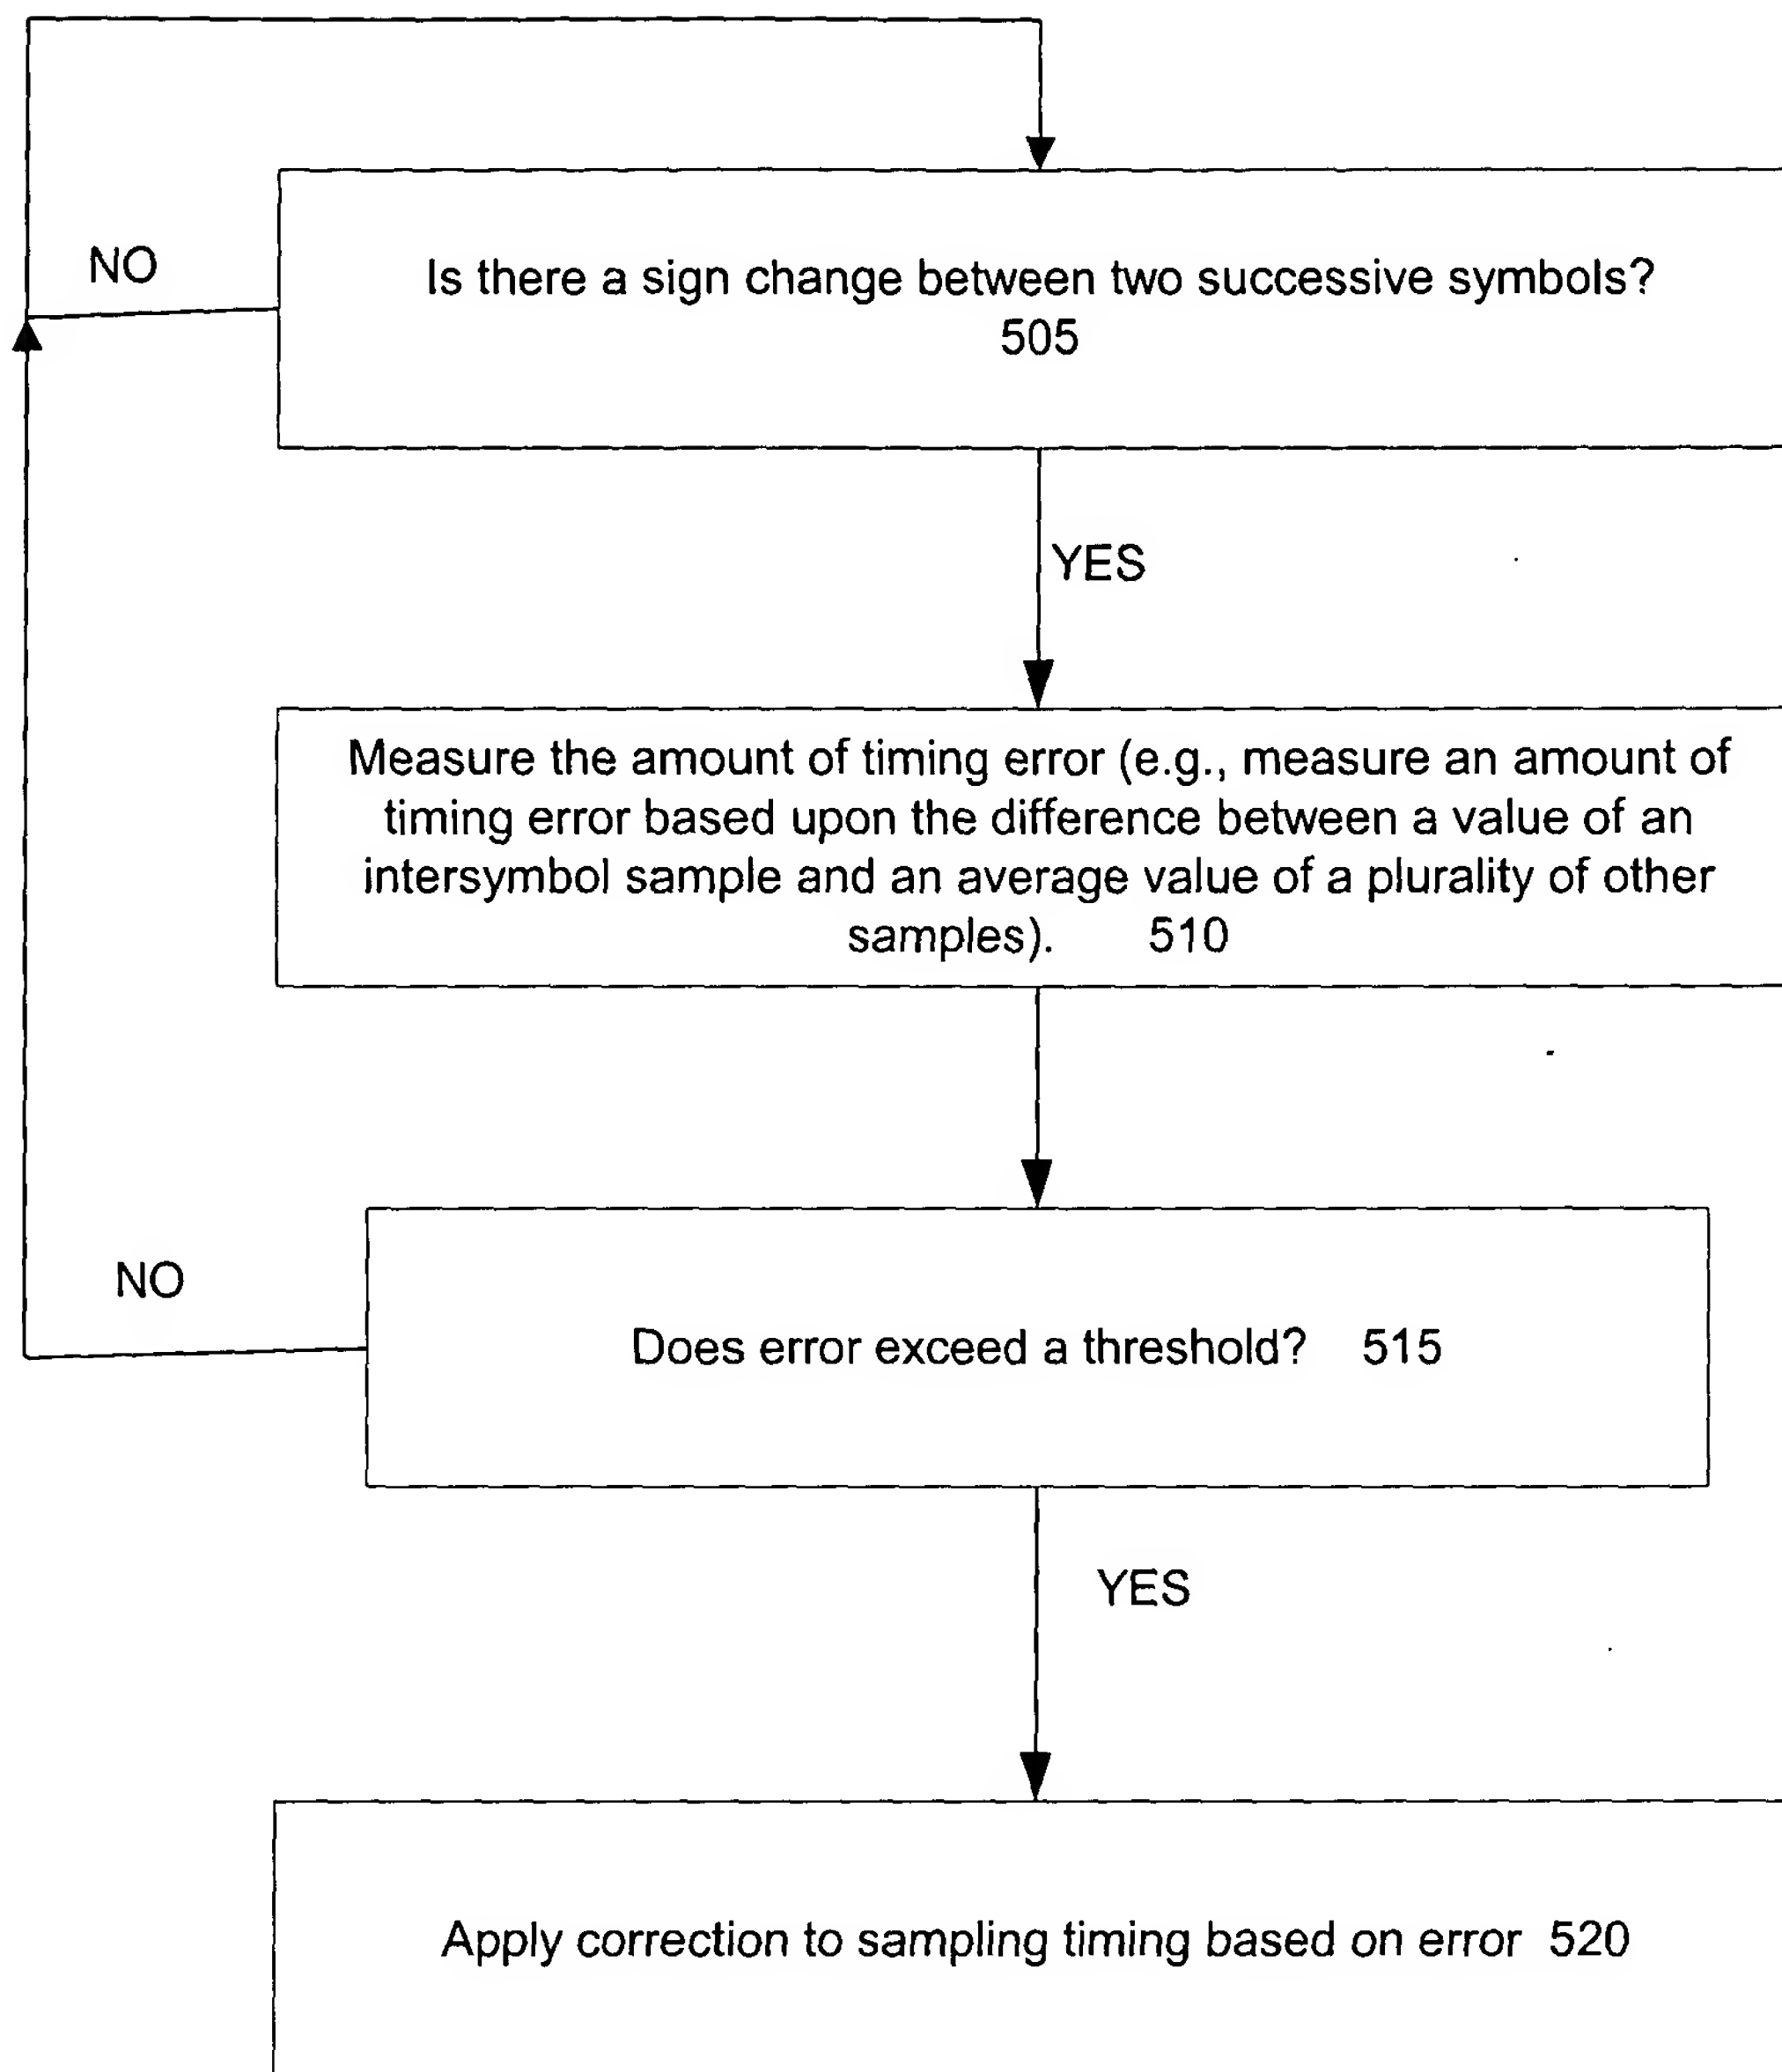 NO
Is there a sign change between two successive symbols?
505
YES
Measure the amount of timing error (e.g., measure an amount of
timing error based upon the difference between a value of an
intersymbol sample and an average value of a plurality of other
samples). 510
NO
Does error exceed a threshold? 515
YES
Apply correction to sampling timing based on error 520